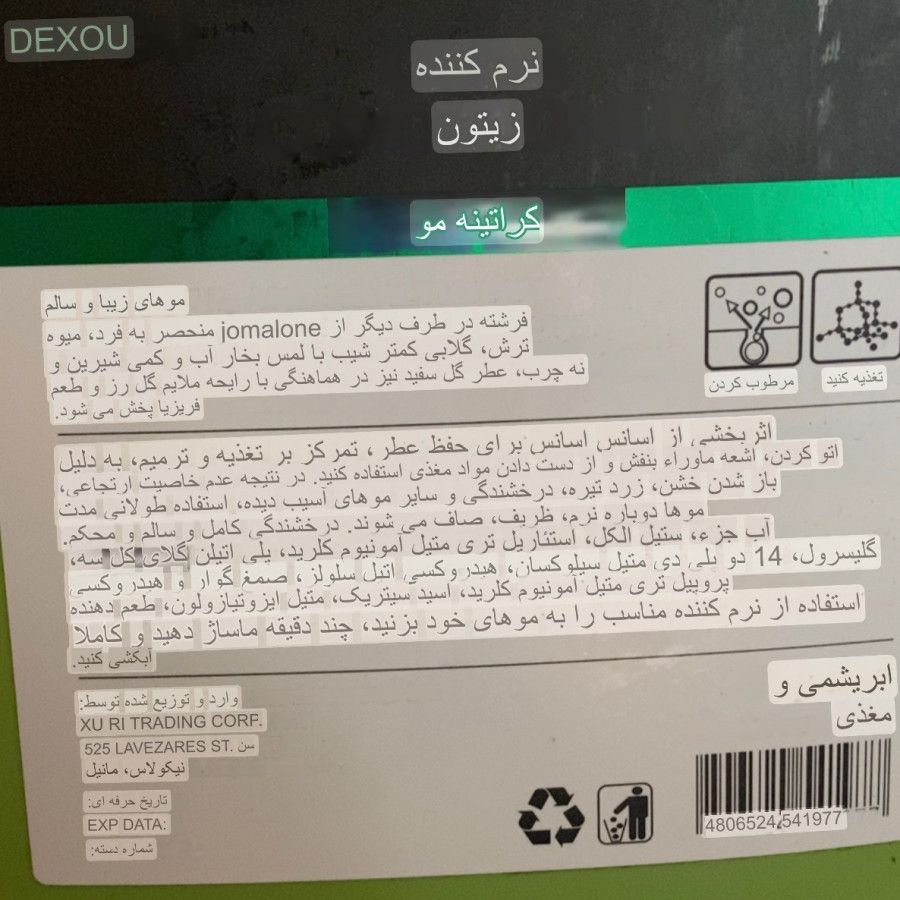 DEXOU
نرم کننده
زیتون
کراتینه مو
موهای زیبا و سالم
فرشته در طرف دیگر از jomalone منحصر به فرد، میوه
ترش، گلابی کمتر شیب با لمس بخار آب و کمی شیرین و
نه چرب، عطر گل سفید نیز در هماهنگی با رایحه ملایم گل رز و طعم
فریزیا پخش می شود.
مرطوب کردن
تغذیه کنید
اثربخشی از اسانس اسانس برای حفظ عطر، تمرکز بر تغذیه و ترمیم، به دلیل
اتو کردن، اشعه ماوراء بنفش و از دست دادن مواد مغذی استفاده کنید. در نتیجه عدم خاصیت ارتجاعی،
باز شدن خشن، زرد تیره، درخشندگی و سایر موهای آسیب دیده، استفاده طولانی مدت
موها دوباره نرم، ظریف، صاف می شوند. درخشندگی کامل و سالم و محکم.
آب جزء، ستیل الکل، استئاریل تری متیل آمونیوم کلرید، پلی اتیلن گلای کل سه،
گلیسرول، 14 دو پلی دی متیل سیلوکسان، هیدروکسی اتیل سلولز، صمغ گوار و هیدروکسی
پروپیل تری متیل آمونیوم کلرید، اسید سیتریک، متیل ایزوتیازولون، طعم دهنده
استفاده از نرم کننده مناسب را به موهای خود بزنید، چند دقیقه ماساژ دهید و کاملا
آبکشی کنید.
ابریشمی و
مغذی
وارد و توزیع شده توسط:
XU RI TRADING CORP.
525 LAVEZARES ST. سن
نیکولاس، مانیل
تاریخ حرفه ای:
EXP DATA:
شماره دسته:
4806524541977